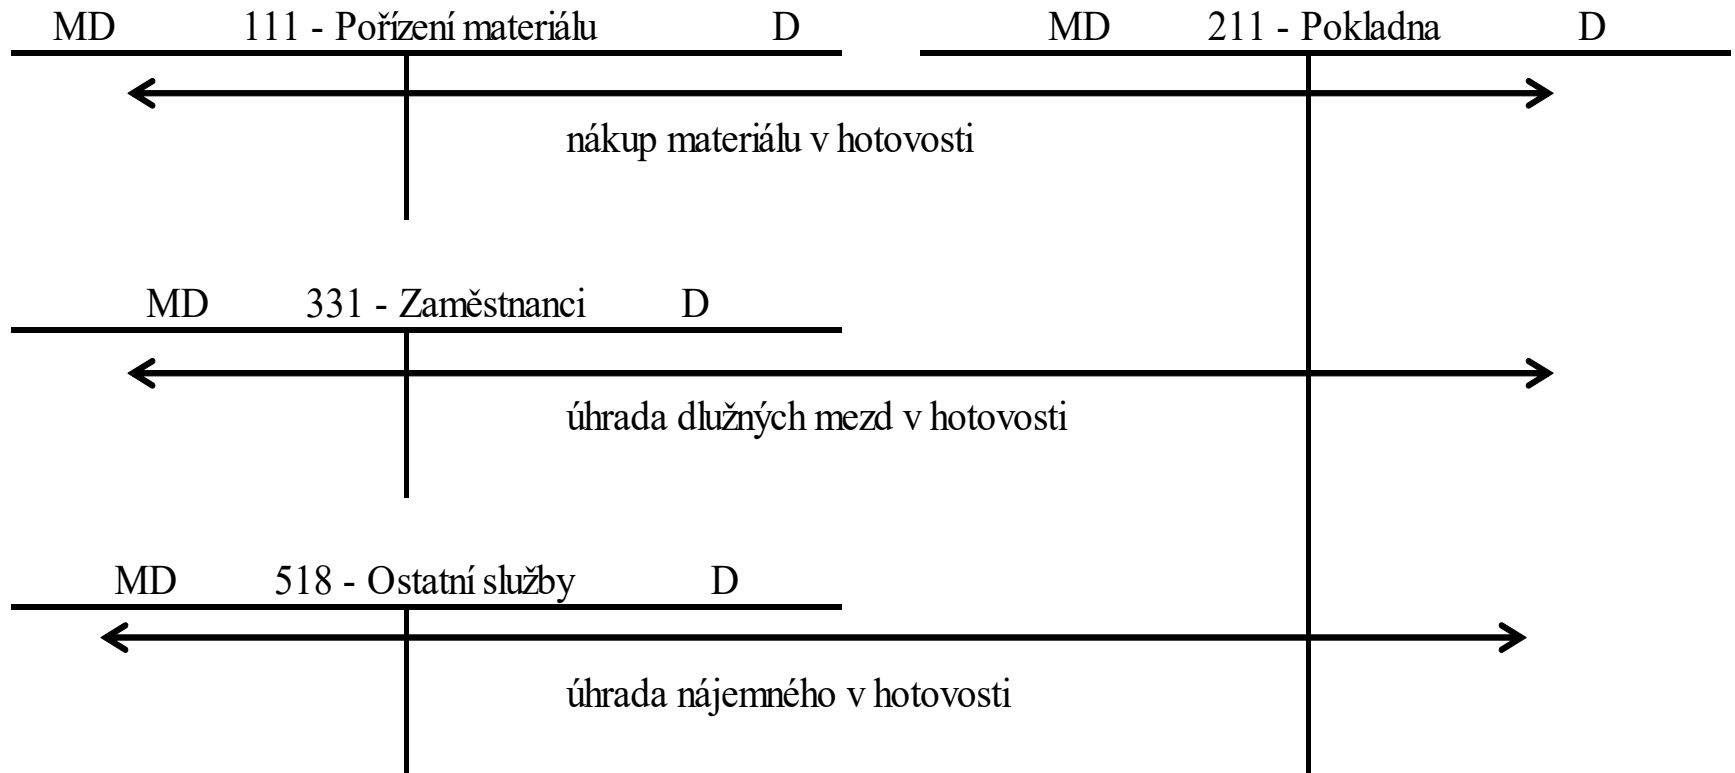 MD 111 - Pořízení materiálu D MD 211 - Pokladna D
nákup materiálu v hotovosti
MD 331 - Zaměstnanci D
úhrada dlužných mezd v hotovosti
MD 518 - Ostatní služby D
úhrada nájemného v hotovosti